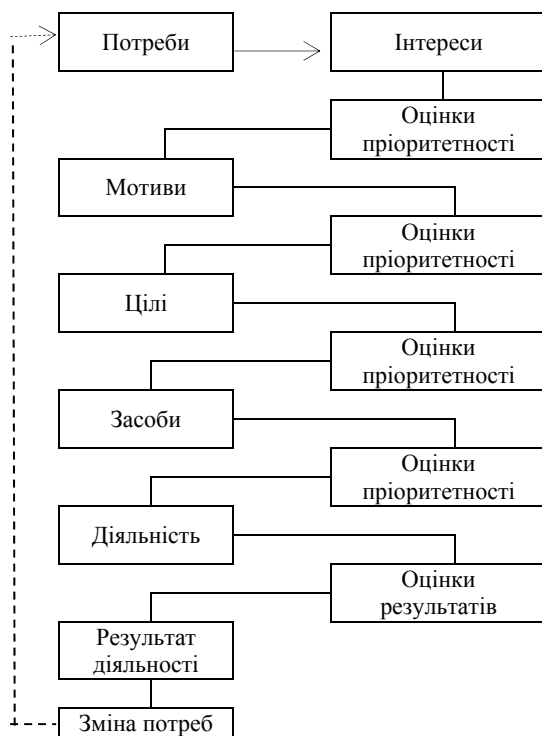 Потреби
Інтереси
Оцінки
пріоритетності
Мотиви
Оцінки
пріоритетності
Цілі
Оцінки
пріоритетності
Засоби
Оцінки
пріоритетності
Діяльність
Оцінки
результатів
Результат
діяльності
Зміна потреб